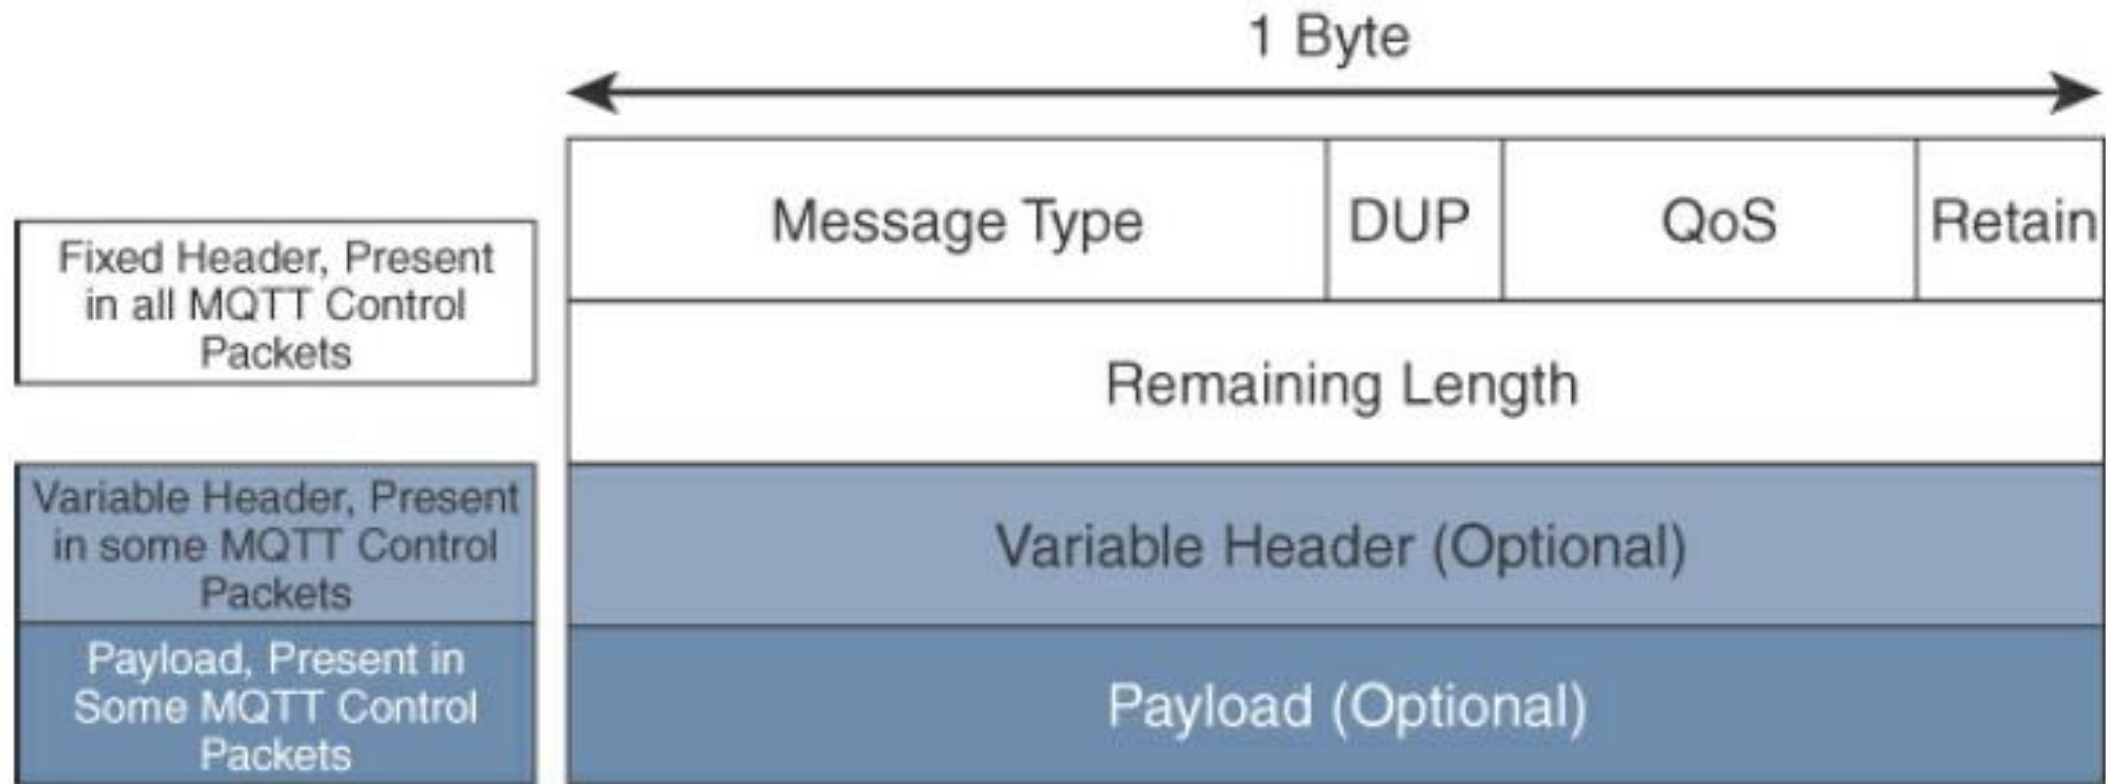 1 Byte
Message Type DUP QoS Retain
Fixed Header, Present
in all MQTT Control
Packets
Remaining Length
Variable Header, Present
in some MQTT Control
Packets
Variable Header (Optional)
Payload, Present in
Some MQTT Control
Packets
Payload (Optional)